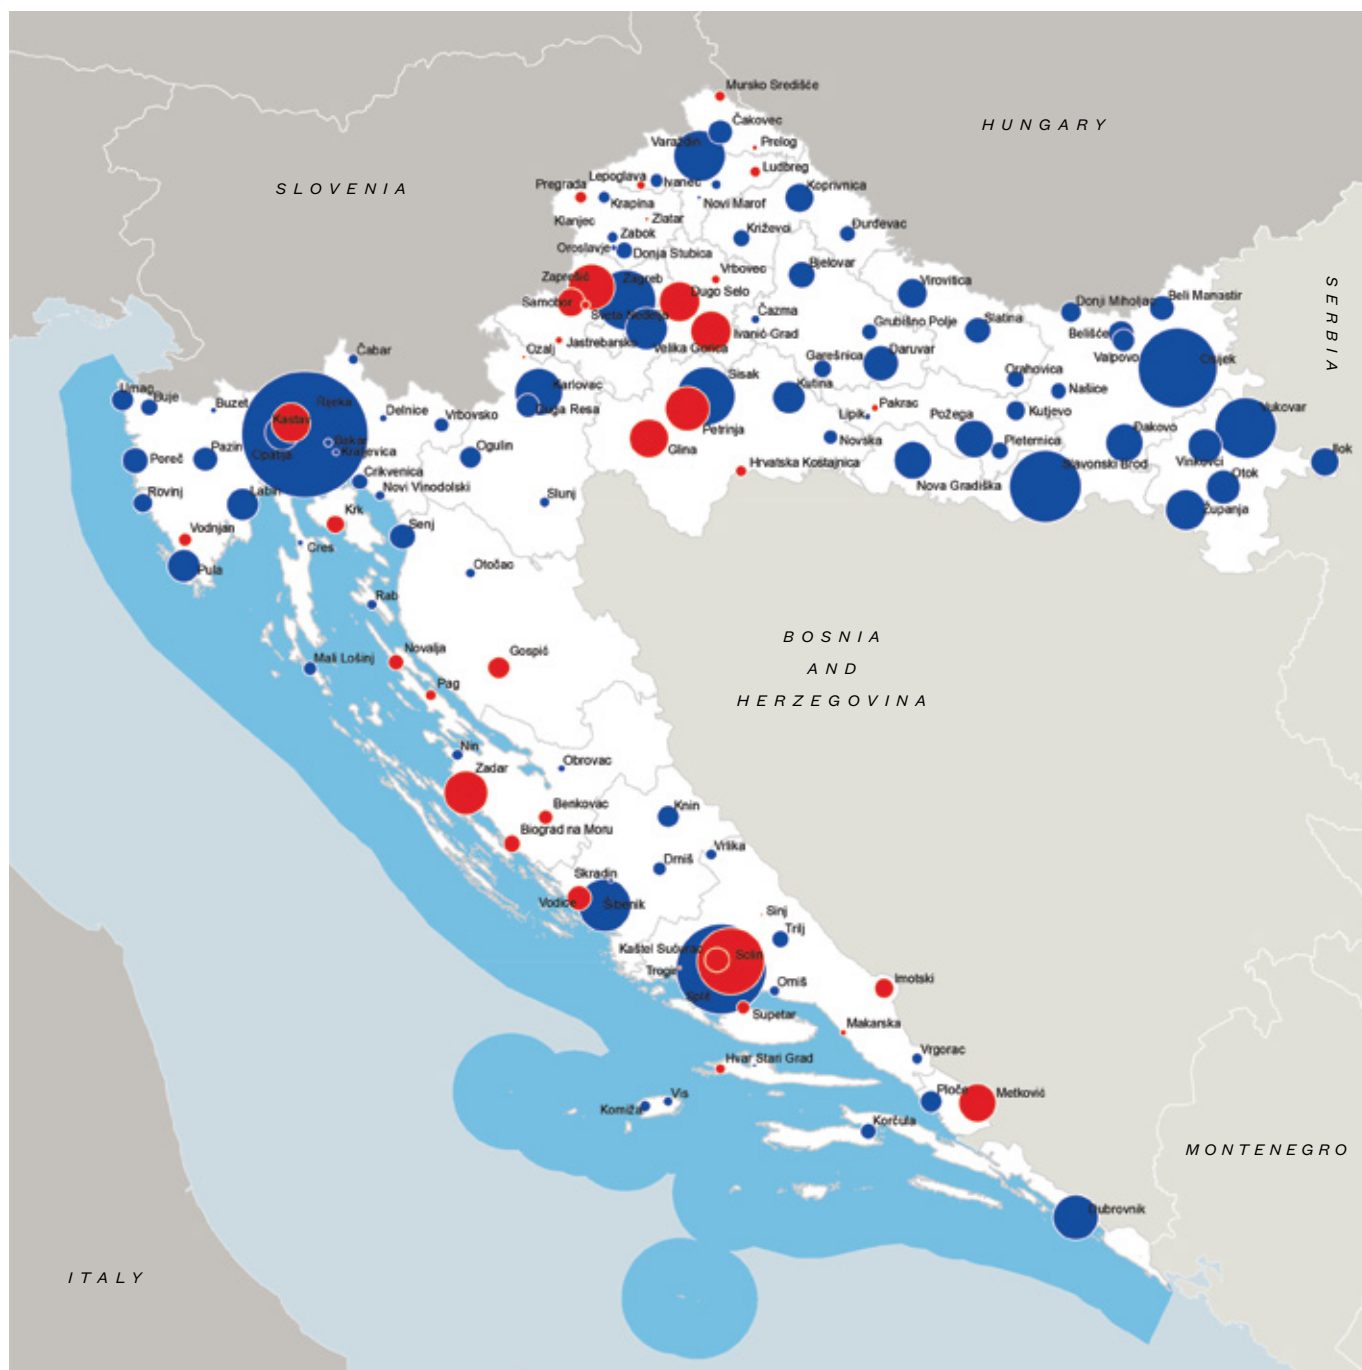 Mursko Središće
HUNGARY
Čakovec
Varaždin
Prelog
Ludbreg
SLOVENIA
Lepoglava
Ivanec
Pregrada
Koprivnica
Krapina
Novi Marof
Klanjec
Zlatar
Đurđevac
Zabok
Križevci
Oroslavje
Donja Stubica
Bjelovar
Vrbovec
Zaprešić
Zagreb
Virovitica
SERBIA
Dugo Selo
Samobor
Beli Manastir
Donji Miholjac
Čazma
Sveta Nedelja
Grubišno Polje
Slatina
Belišće
Ivanić-Grad
Jastrebarsko
Velika Gorica
Ozalj
Čabar
Garešnica
Daruvar
Valpovo
Osijek
Orahovica
Sisak
Karlovac
Kutina
Našice
Umag
Buje
Buzet
Rijeka
Delnice
Vrbovsko
Duga Resa
Pakrac
Lipik
Požega
Kutjevo
Vukovar
Kastav
Petrinja
Đakovo
Bakar
Novska
Pleternica
Pazin
Ogulin
Glina
Kraljevica
Opatija
Poreč
Ilok
Hrvatska Kostajnica
Slavonski Brod
Vinkovci
Crikvenica
Otok
Nova Gradiška
Novi Vinodolski
Rovinj
Labin
Slunj
Krk
Županja
Vodnjan
Senj
Cres
Pula
Otočac
Rab
BOSNIA
AND
HERZEGOVINA
Novalja
Gospić
Mali Lošinj
Pag
Nin
Obrovac
Zadar
Benkovac
Knin
Biograd na Moru
Vrlika
Drniš
Skradin
Vodice
Šibenik
Sinj
Trilj
Kaštel Sućurac
Solin
Trogir
Imotski
Omiš
Split
Supetar
Makarska
Vrgorac
Hvar
Stari Grad
Ploče
Metković
Vis
Komiža
Korčula
MONTENEGRO
Dubrovnik
ITALY